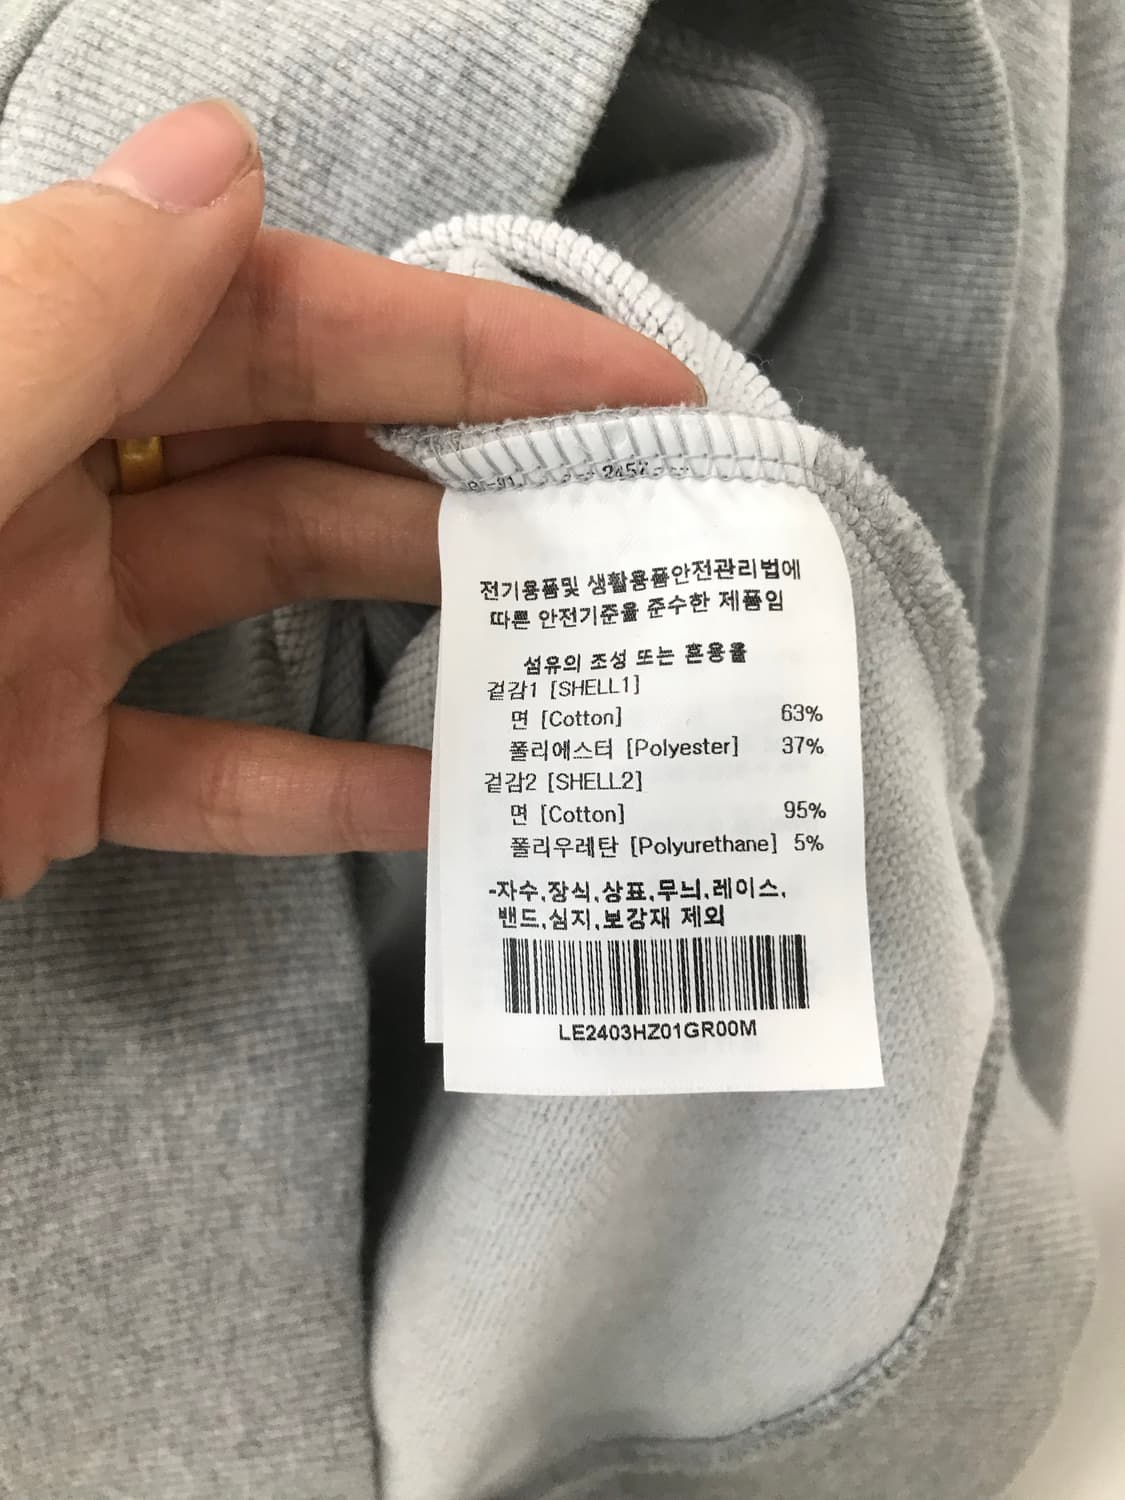 전기용품및 생활용품안전관리법에
따른 안전기준을 준수한 제품임
섬유의 조성 또는 혼용율
겉감1 [SHELL1]
면 [Cotton] 63%
폴리에스터 [Polyester] 37%
겉감2 [SHELL2]
면 [Cotton] 95%
폴리우레탄 [Polyurethane] 5%
-자수,장식,상표,무늬,레이스,
밴드,심지,보강재 제외
LE2403HZ01GR00M